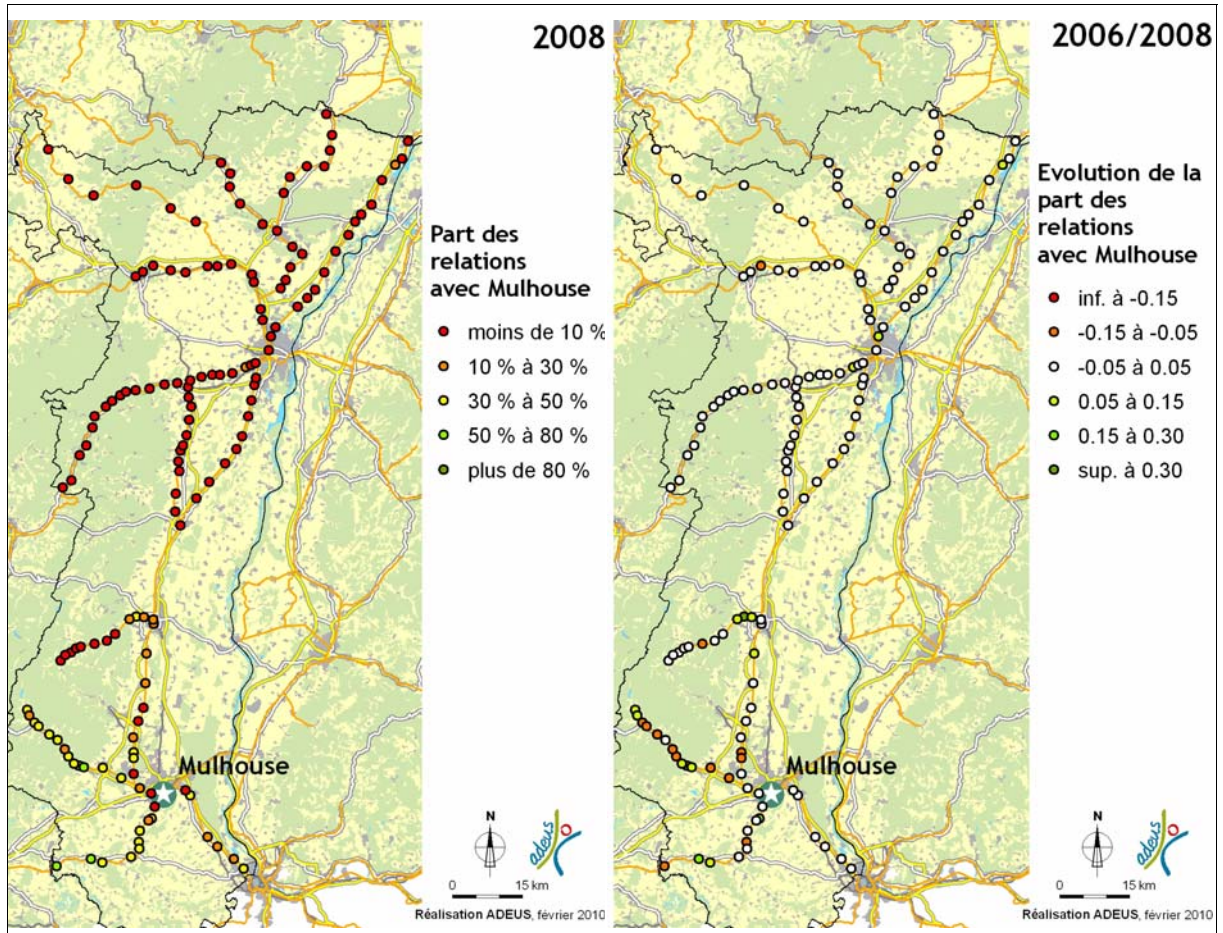 2008
Part des
relations
avec Mulhouse
moins de 10 %
10 % à 30 %
30 % à 50 %
50 % à 80 %
plus de 80 %
Mulhouse
N
adeus
0 15 km
Réalisation ADEUS, février 2010
2006/2008
Evolution de la
part des
relations
avec Mulhouse
inf. à -0.15
-0.15 à -0.05
-0.05 à 0.05
0.05 à 0.15
0.15 à 0.30
sup. à 0.30
Mulhouse
N
adeus
0 15 km
Réalisation ADEUS, février 2010